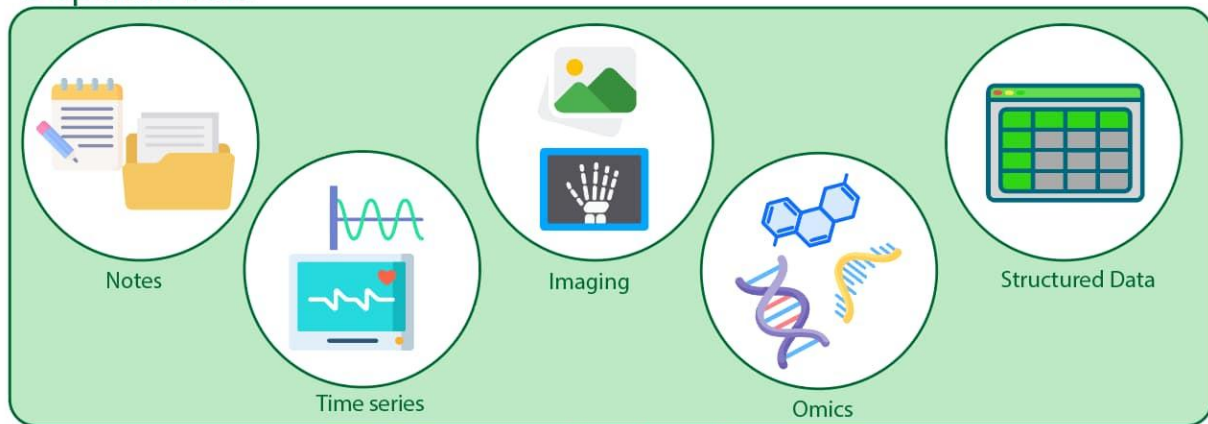 Notes
Time series
Imaging
Omics
Structured Data